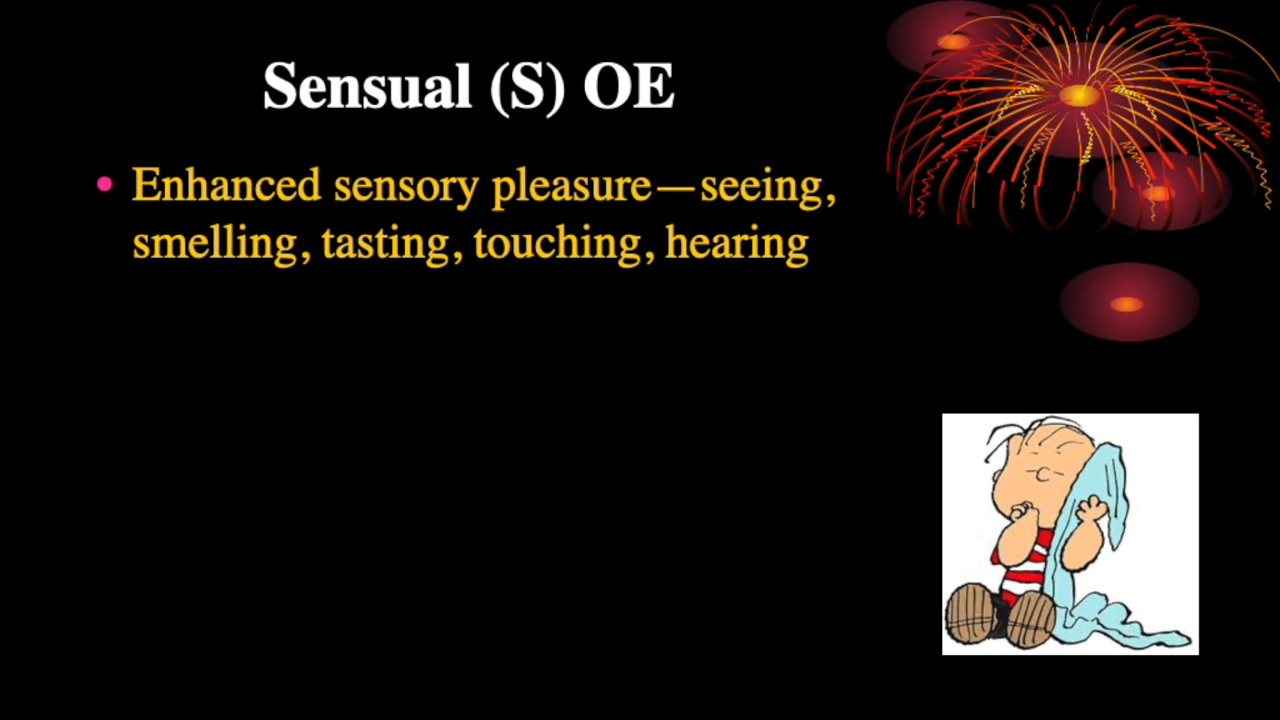 Sensual (S) OE
• Enhanced sensory pleasure—seeing,
smelling, tasting, touching, hearing